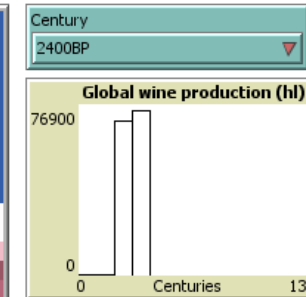 Century
2400BP
Global wine production (hl)
76900
0
0 Centuries 13